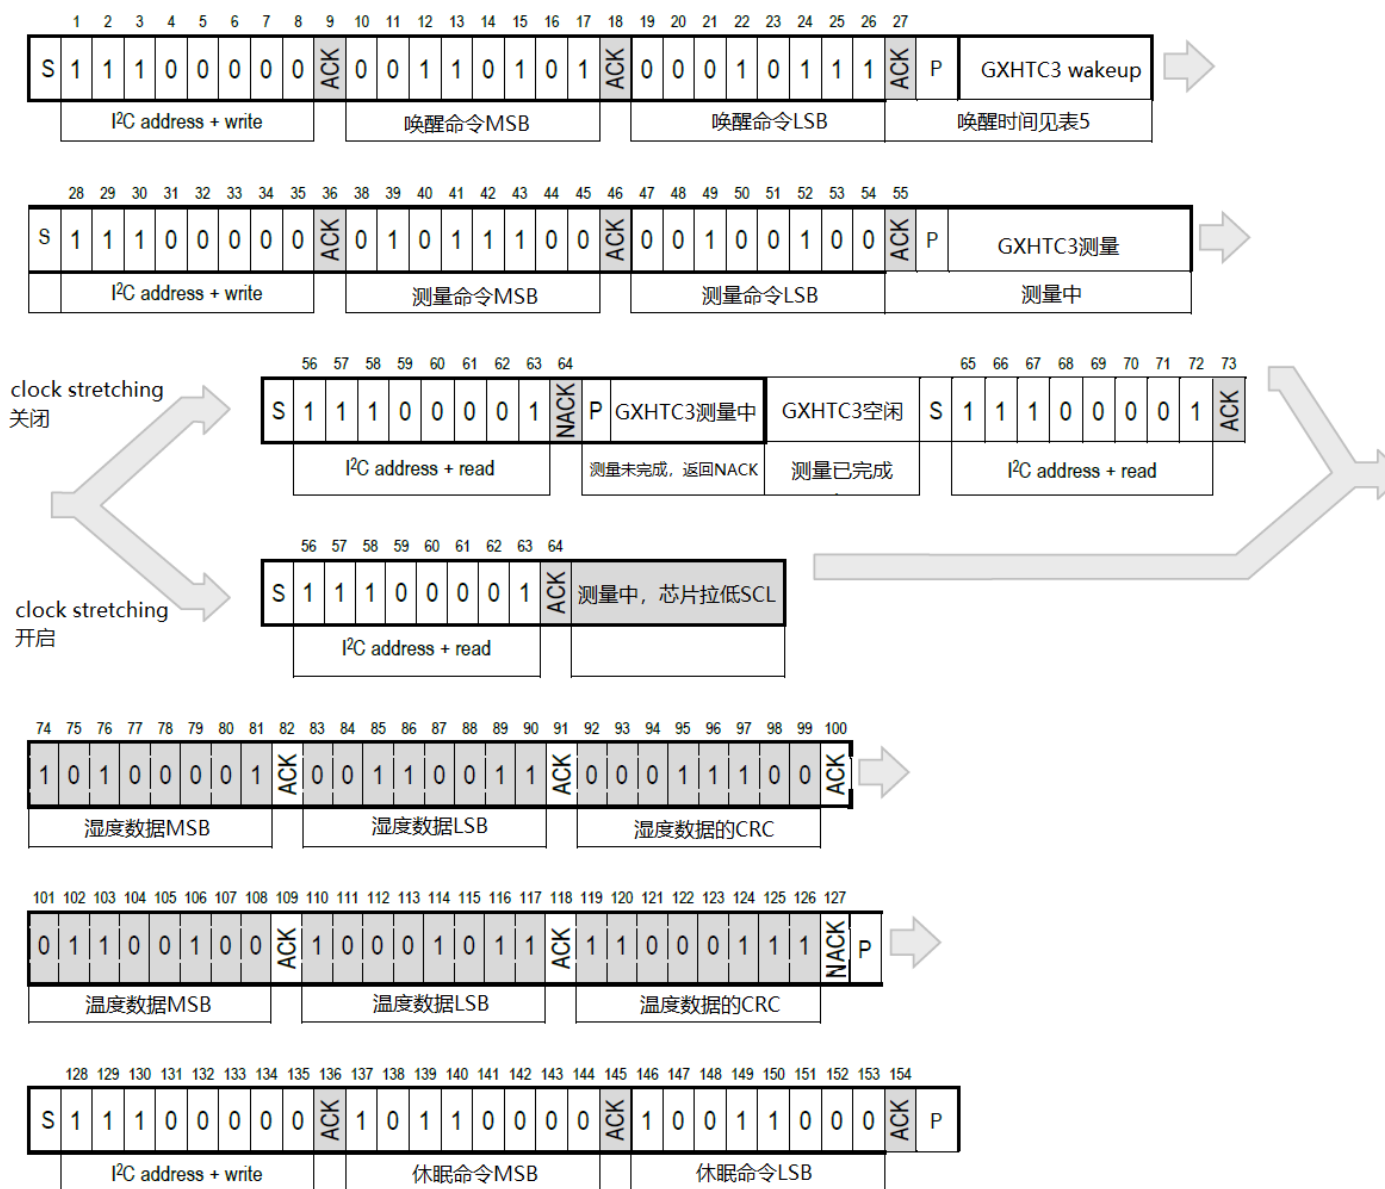 1 2 3 4 5 6 7 8 9 10 11 12 13 14 15 16 17 18 19 20 21 22 23 24 25 26 27
S 1 1 1 0 0 0 0 0 ACK 0 0 1 1 0 1 0 1 ACK 0 0 0 1 0 1 1 1 ACK P GXHTC3 wakeup
I²C address + write 唤醒命令MSB 唤醒命令LSB 唤醒时间见表5
28 29 30 31 32 33 34 35 36 38 39 40 41 42 43 44 45 46 47 48 49 50 51 52 53 54 55
S 1 1 1 0 0 0 0 0 ACK 0 1 0 1 1 1 0 0 ACK 0 0 1 0 0 1 0 0 ACK P GXHTC3测量
I²C address + write 测量命令MSB 测量命令LSB 测量中
clock stretching
关闭
56 57 58 59 60 61 62 63 64 65 66 67 68 69 70 71 72 73
S 1 1 1 0 0 0 0 1 NACK P GXHTC3测量中 GXHTC3空闲 S 1 1 1 0 0 0 0 1 ACK
I²C address + read 测量未完成，返回NACK 测量已完成 I²C address + read
clock stretching
开启
56 57 58 59 60 61 62 63 64
S 1 1 1 0 0 0 0 1 ACK 测量中，芯片拉低SCL
I²C address + read
74 75 76 77 78 79 80 81 82 83 84 85 86 87 88 89 90 91 92 93 94 95 96 97 98 99 100
1 0 1 0 0 0 0 1 ACK 0 0 1 1 0 0 1 1 ACK 0 0 0 1 1 1 0 0 ACK
湿度数据MSB 湿度数据LSB 湿度数据的CRC
101 102 103 104 105 106 107 108 109 110 111 112 113 114 115 116 117 118 119 120 121 122 123 124 125 126 127
0 1 1 0 0 1 0 0 ACK 1 0 0 0 1 0 1 1 ACK 1 1 0 0 0 1 1 1 NACK P
温度数据MSB 温度数据LSB 温度数据的CRC
128 129 130 131 132 133 134 135 136 137 138 139 140 141 142 143 144 145 146 147 148 149 150 151 152 153 154
S 1 1 1 0 0 0 0 0 ACK 1 0 1 1 0 0 0 0 ACK 1 0 0 1 1 0 0 0 ACK P
I²C address + write 休眠命令MSB 休眠命令LSB